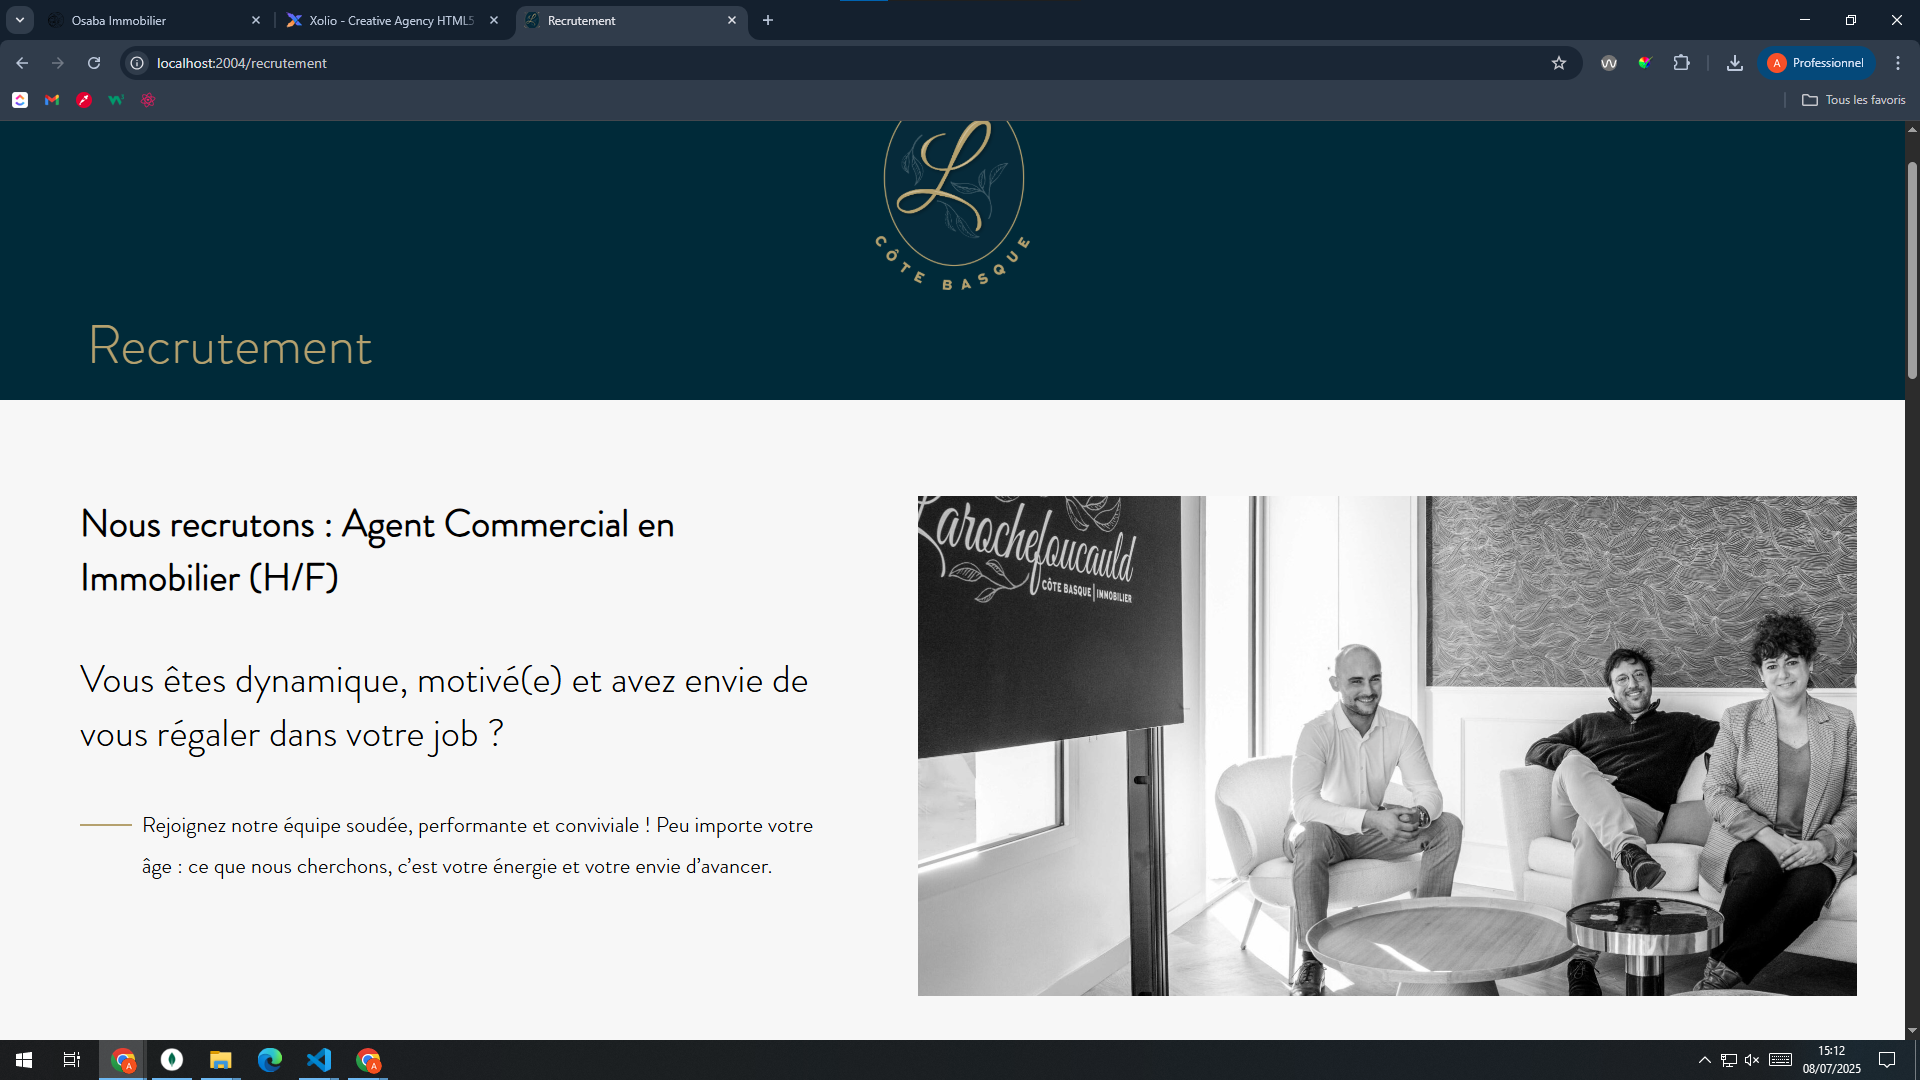 Osaba Immobilier
Xolio - Creative Agency HTML5
Recrutement
localhost:2004/recrutement
A
Professionnel
Tous les favoris
L
CÔTE BASQUE
Recrutement
Nous recrutons : Agent Commercial en
Immobilier (H/F)
Vous êtes dynamique, motivé(e) et avez envie de
vous régaler dans votre job ?
Rejoignez notre équipe soudée, performante et conviviale ! Peu importe votre
âge : ce que nous cherchons, c’est votre énergie et votre envie d’avancer.
Larochefoucauld
CÔTE BASQUE | IMMOBILIER
15:12
08/07/2025